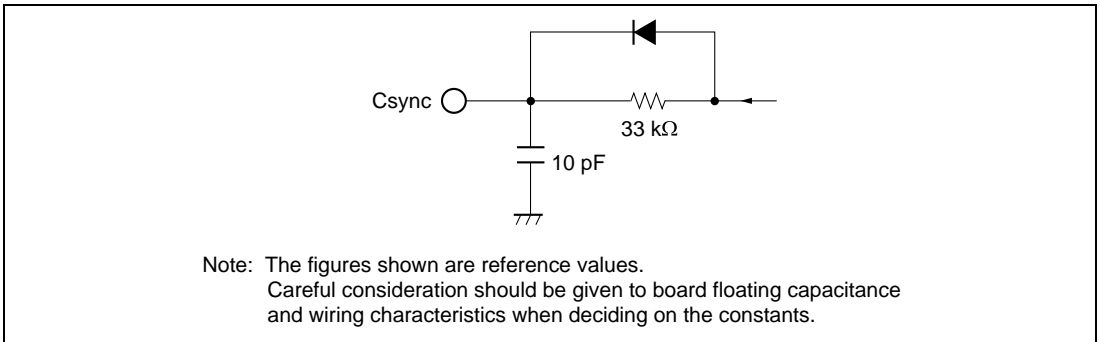 Csync
33 kΩ
10 pF
Note: The figures shown are reference values.
Careful consideration should be given to board floating capacitance
and wiring characteristics when deciding on the constants.